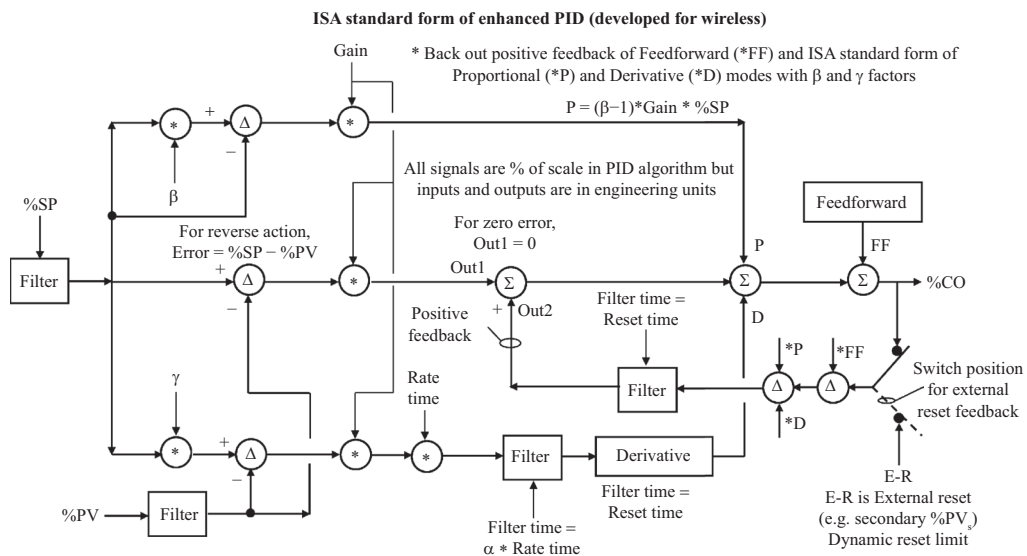 ISA standard form of enhanced PID (developed for wireless)
Gain
* Back out positive feedback of Feedforward (*FF) and ISA standard form of
Proportional (*P) and Derivative (*D) modes with β and γ factors
P = (β−1)*Gain * %SP
*
+
Δ
−
*
β
All signals are % of scale in PID algorithm but
inputs and outputs are in engineering units
%SP
Filter
For reverse action,
Error = %SP − %PV
+
Δ
−
*
For zero error,
Out1 = 0
Out1
Σ
+
Out2
Positive
feedback
P
Σ
D
Feedforward
FF
Σ
%CO
Filter time =
Reset time
Filter
*P
Δ
*D
*FF
Δ
Switch position
for external
reset feedback
γ
*
+
Δ
−
*
Rate
time
*
Filter
Derivative
Filter time =
Reset time
Filter time =
α * Rate time
%PV
Filter
E-R
E-R is External reset
(e.g. secondary %PVs)
Dynamic reset limit